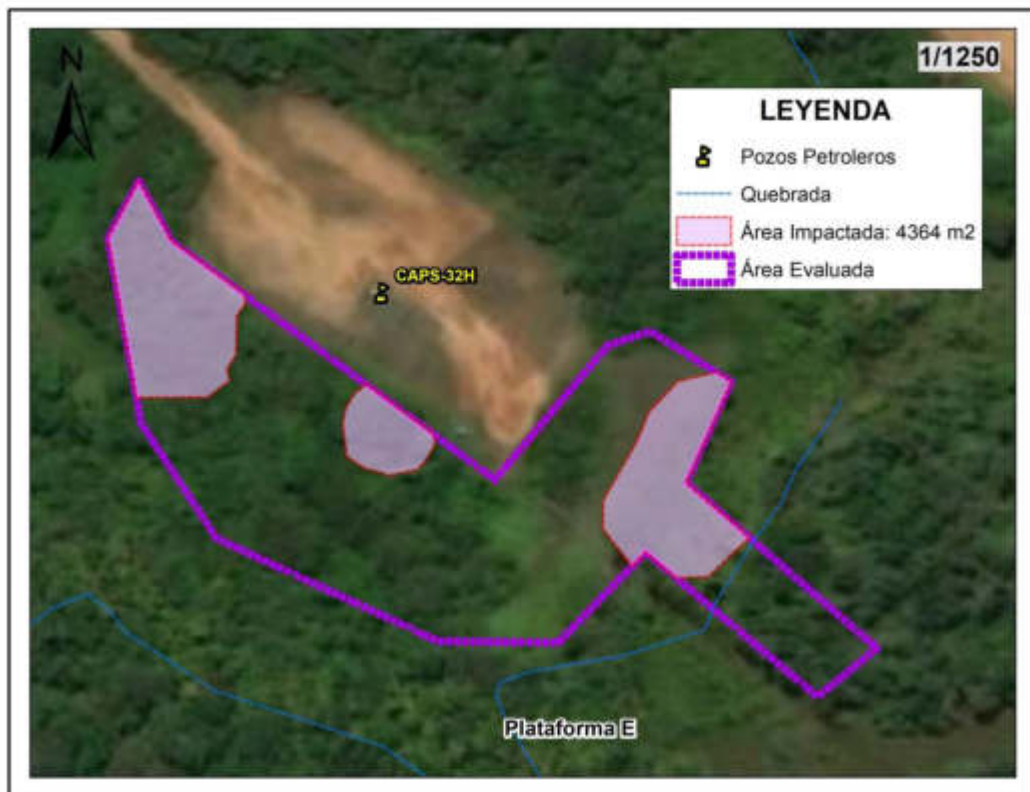 N
1/1250
LEYENDA
Pozos Petroleros
Quebrada
Área Impactada: 4364 m2
Área Evaluada
CAPS-32H
Plataforma E